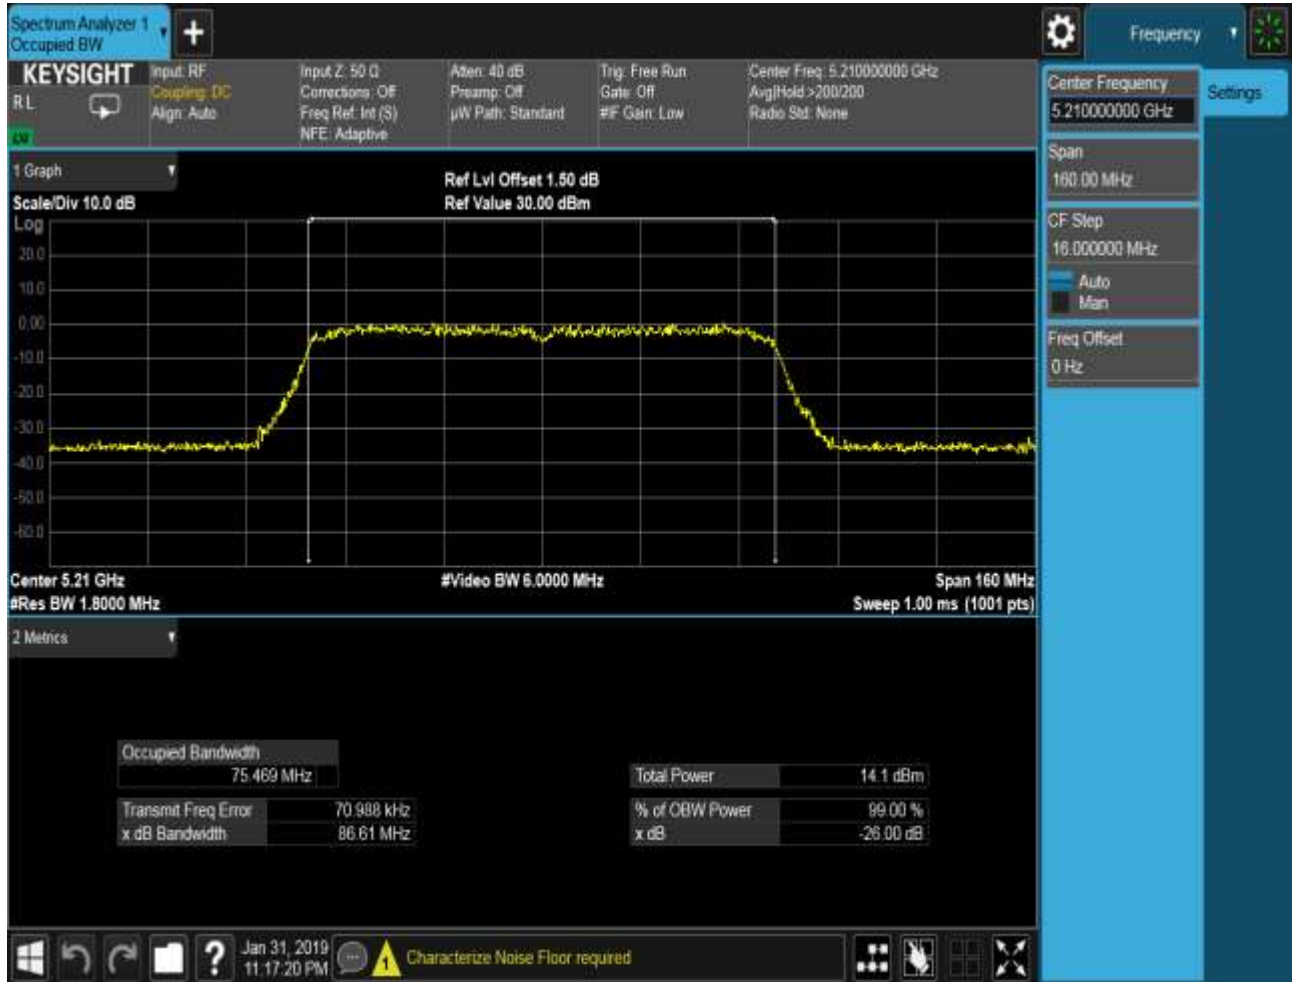 Spectrum Analyzer 1
Occupied BW
Frequency
KEYSIGHT
R L
Input: RF
Coupling: DC
Align: Auto
Input Z: 50 Ω
Corrections: Off
Freq Ref: Int (S)
NFE: Adaptive
Atten: 40 dB
Preamp: Off
µW Path: Standard
Trig: Free Run
Gate: Off
#IF Gain: Low
Center Freq: 5.210000000 GHz
Avg|Hold:>200/200
Radio Std: None
Center Frequency
5.210000000 GHz
Settings
Span
160.00 MHz
CF Step
16.000000 MHz
Auto
Man
Freq Offset
0 Hz
1 Graph
Scale/Div 10.0 dB
Ref Lvl Offset 1.50 dB
Ref Value 30.00 dBm
Log
20.0
10.0
0.00
-10.0
-20.0
-30.0
-40.0
-50.0
-60.0
Center 5.21 GHz
#Video BW 6.0000 MHz
Span 160 MHz
#Res BW 1.8000 MHz
Sweep 1.00 ms (1001 pts)
2 Metrics
Occupied Bandwidth
75.469 MHz
Total Power 14.1 dBm
Transmit Freq Error 70.988 kHz
% of OBW Power 99.00 %
x dB Bandwidth 86.61 MHz
x dB -26.00 dB
?
Jan 31, 2019
11:17:20 PM
1
Characterize Noise Floor required